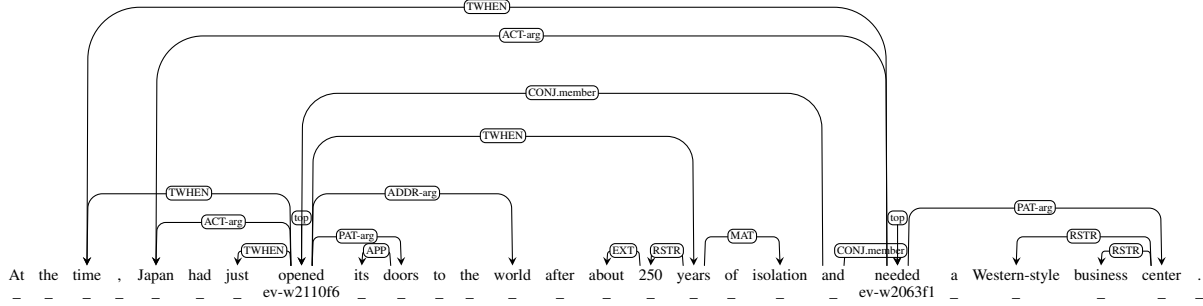 TWHEN
ACT-arg
CONJ.member
TWHEN
TWHEN ADDR-arg
PAT-arg
ACT-arg top top
PAT-arg MAT RSTR
TWHEN APP EXT RSTR CONJ.member RSTR
At the time , Japan had just opened its doors to the world after about 250 years of isolation and needed a Western-style business center .
_ _ _ _ _ _ _ ev-w2110f6 _ _ _ _ _ _ _ _ _ _ _ _ ev-w2063f1 _ _ _ _ _